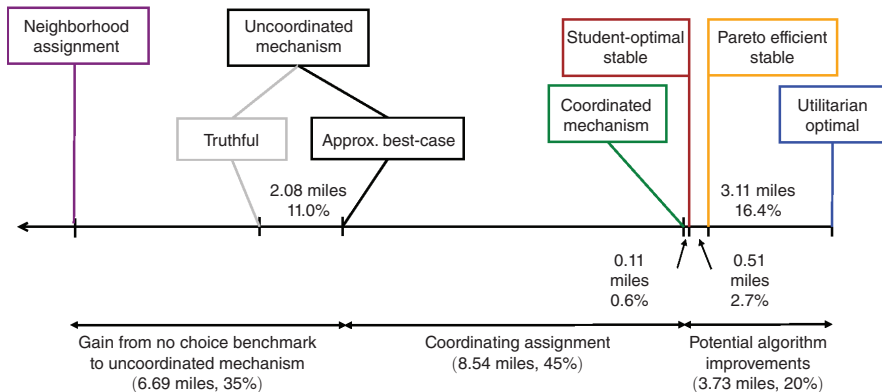 Neighborhood
assignment
Uncoordinated
mechanism
Student-optimal
stable
Pareto efficient
stable
Truthful
Approx. best-case
Coordinated
mechanism
Utilitarian
optimal
2.08 miles
11.0%
3.11 miles
16.4%
0.11
miles
0.6%
0.51
miles
2.7%
Gain from no choice benchmark
to uncoordinated mechanism
(6.69 miles, 35%)
Coordinating assignment
(8.54 miles, 45%)
Potential algorithm
improvements
(3.73 miles, 20%)